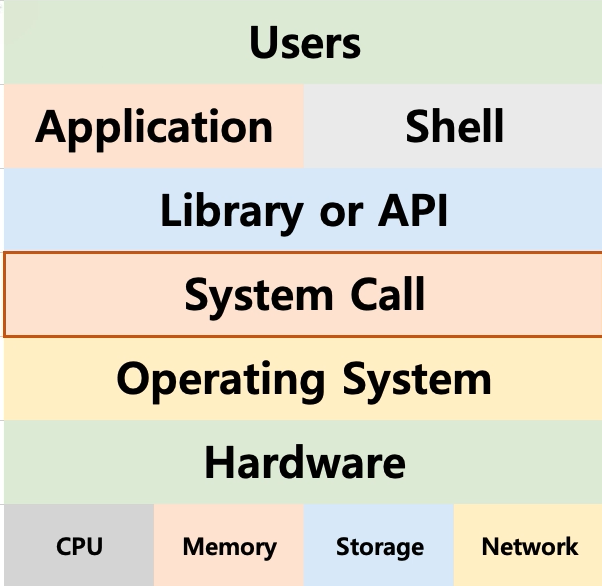 Users
Application Shell
Library or API
System Call
Operating System
Hardware
CPU Memory Storage Network